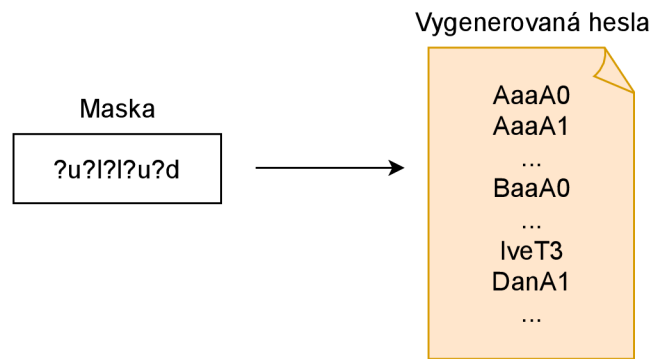 Vygenerovaná hesla
Maska
?u?l?l?u?d
AaaA0
AaaA1
...
BaaA0
...
IveT3
DanA1
...